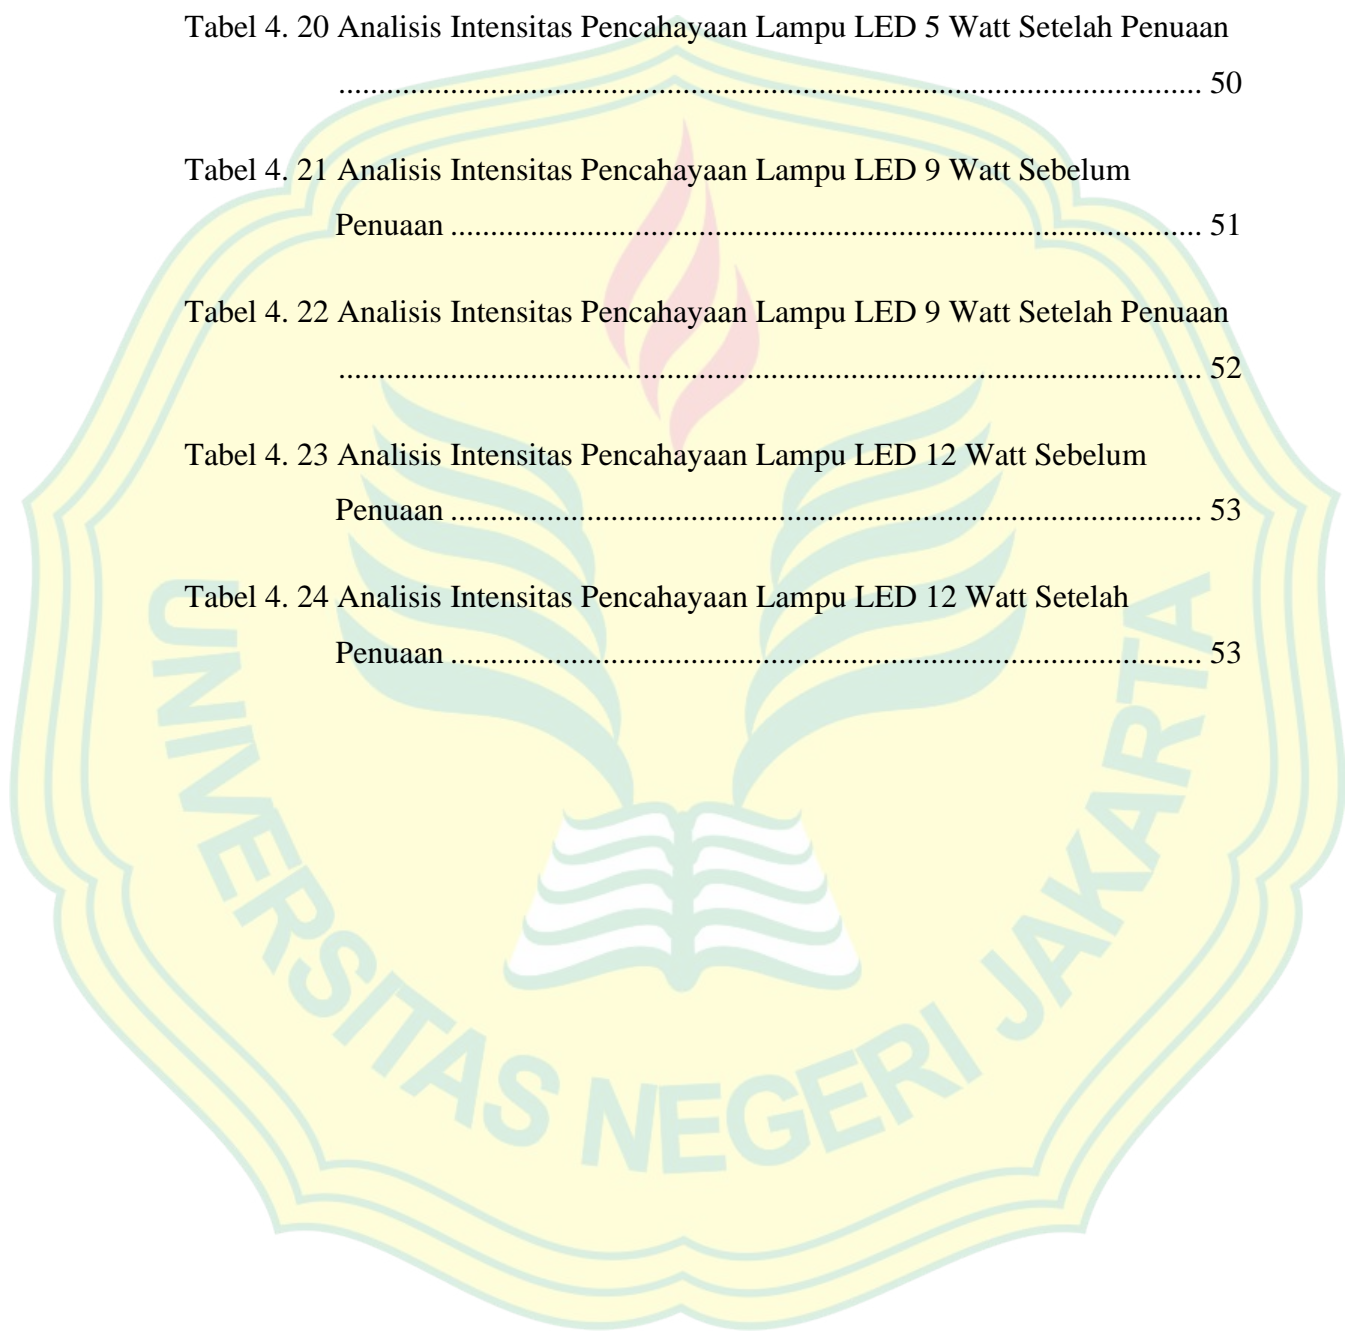 Tabel 4. 20 Analisis Intensitas Pencahayaan Lampu LED 5 Watt Setelah Penuaan
............................................................................................................ 50
Tabel 4. 21 Analisis Intensitas Pencahayaan Lampu LED 9 Watt Sebelum
Penuaan .............................................................................................. 51
Tabel 4. 22 Analisis Intensitas Pencahayaan Lampu LED 9 Watt Setelah Penuaan
............................................................................................................ 52
Tabel 4. 23 Analisis Intensitas Pencahayaan Lampu LED 12 Watt Sebelum
Penuaan .............................................................................................. 53
Tabel 4. 24 Analisis Intensitas Pencahayaan Lampu LED 12 Watt Setelah
Penuaan .............................................................................................. 53
UNIVERSITAS NEGERI JAKARTA